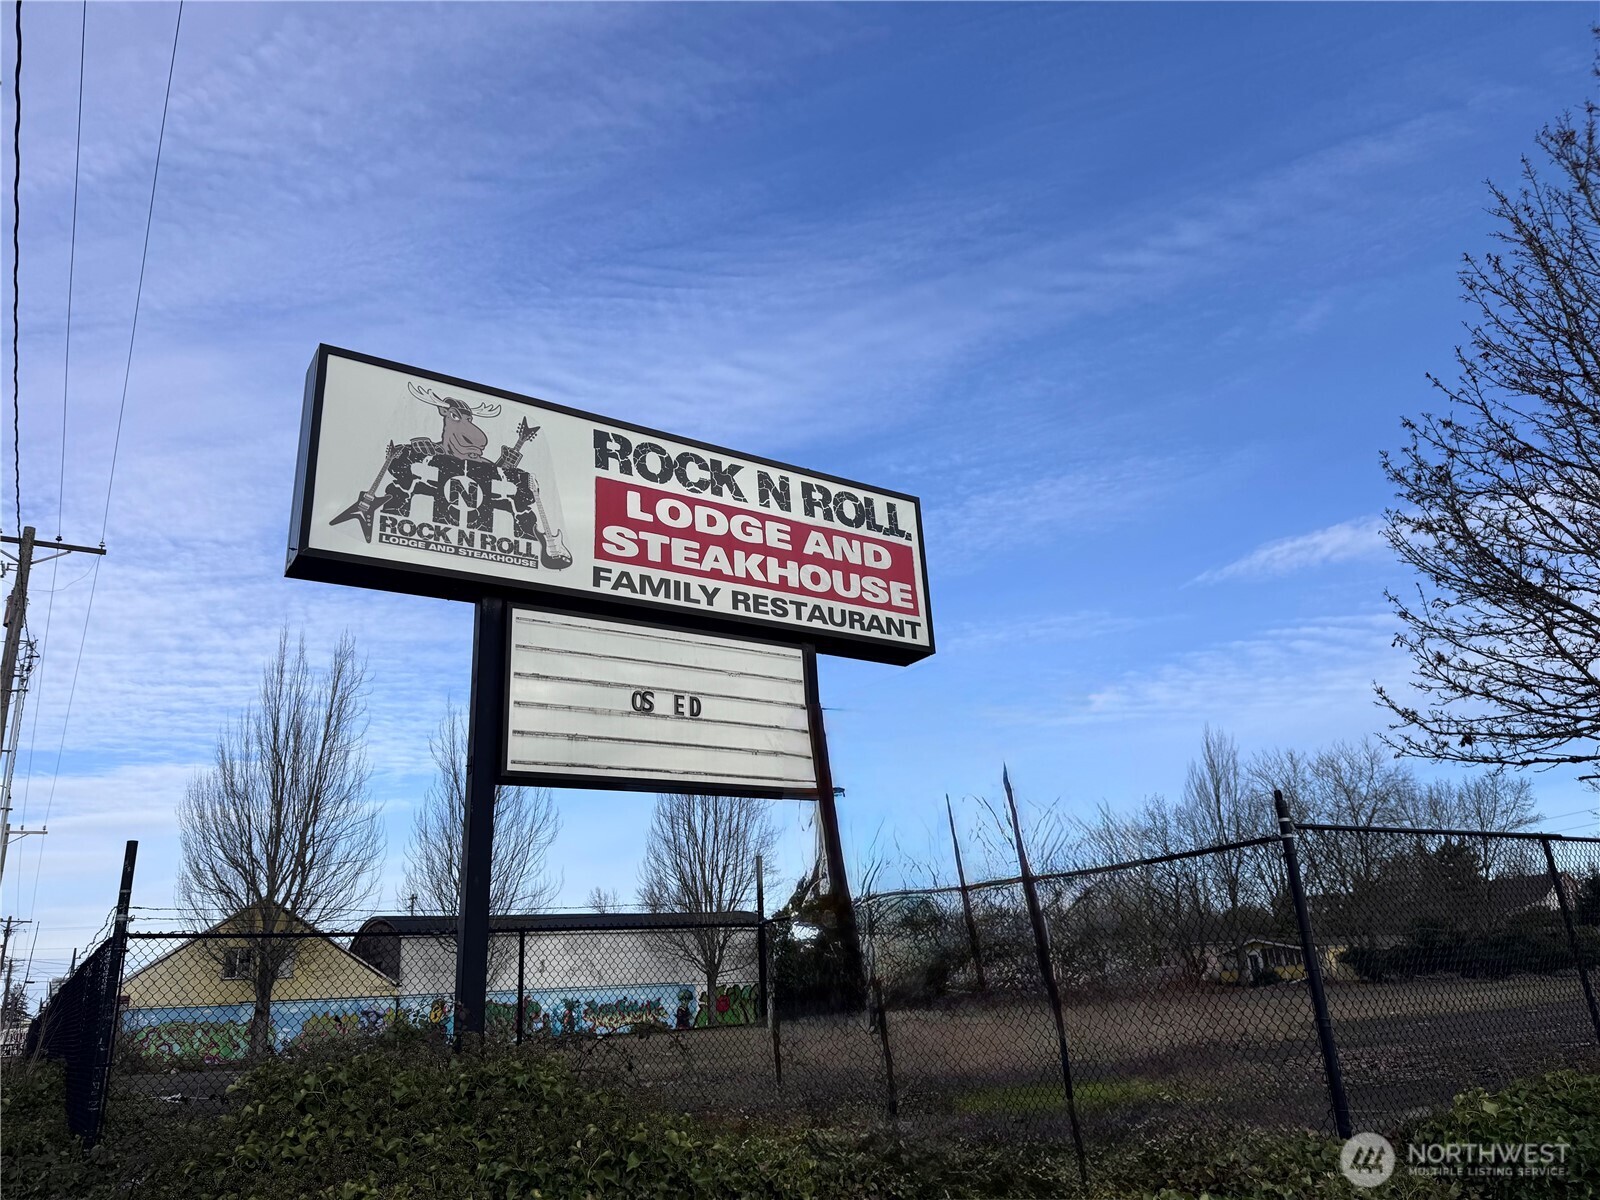 R N R
ROCK N ROLL
LODGE AND STEAKHOUSE
ROCK N ROLL
LODGE AND
STEAKHOUSE
FAMILY RESTAURANT
OS ED
NORTHWEST
MULTIPLE LISTING SERVICE